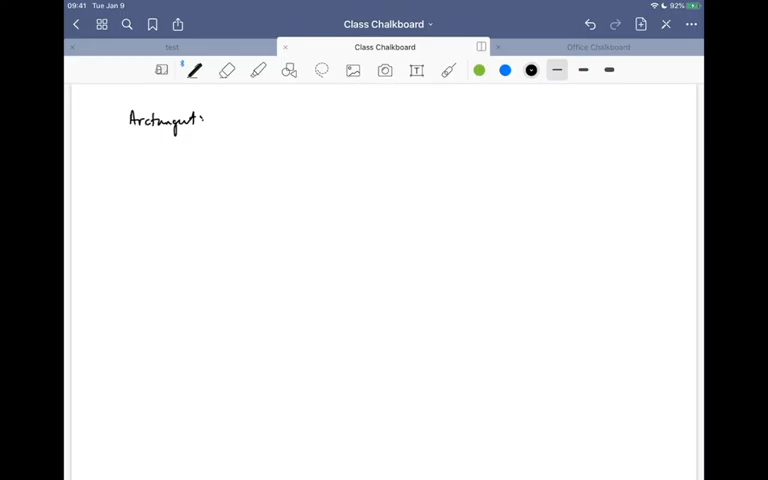 09:41 Tue Jan 9
92%
Class Chalkboard
test
Class Chalkboard
Office Chalkboard
Arctangent: